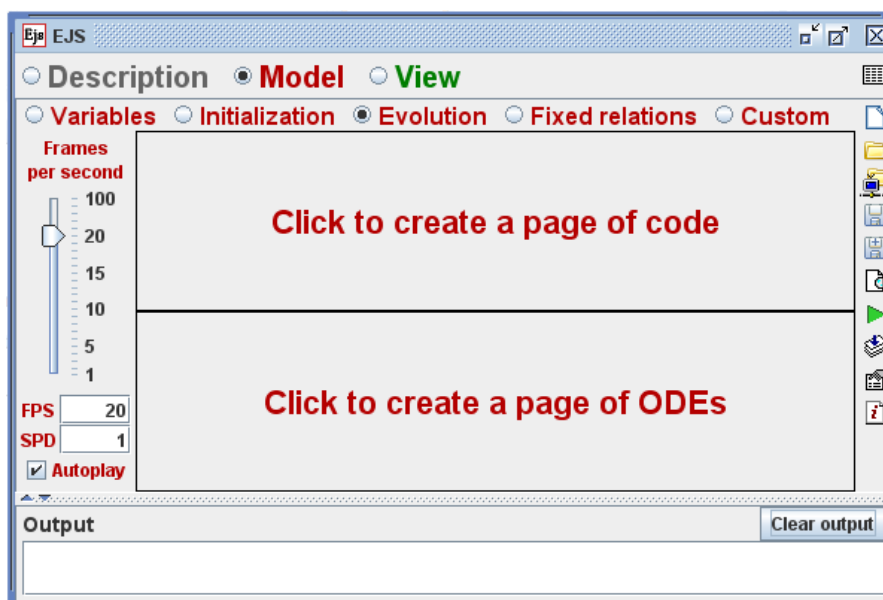 Ejs EJS
Description Model View
Variables Initialization Evolution Fixed relations Custom
Frames
per second
100
20
15
10
5
1
FPS 20
SPD 1
Autoplay
Click to create a page of code
Click to create a page of ODEs
Output Clear output